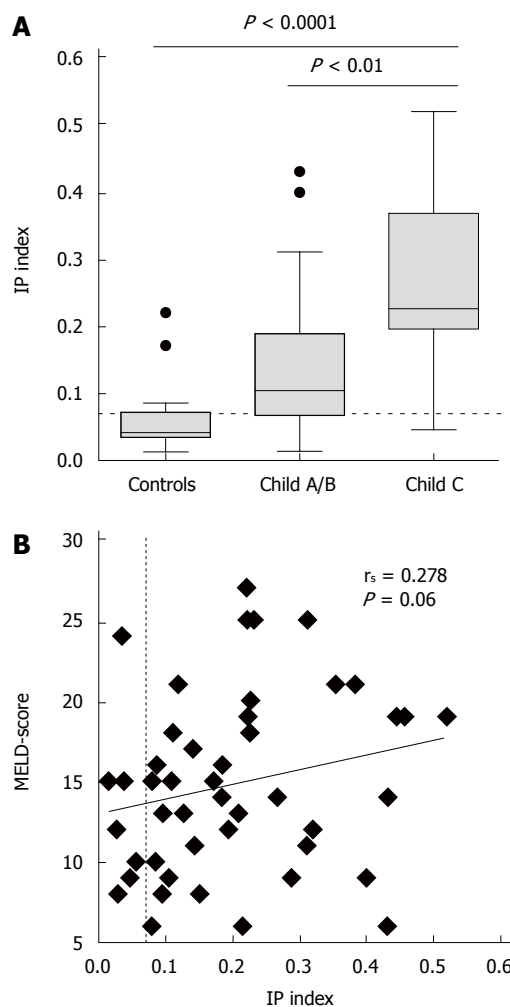 A
P < 0.0001
P < 0.01
0.6
0.5
0.4
0.3
0.2
0.1
0.0
IP index
Controls Child A/B Child C
B
rs = 0.278
P = 0.06
30
25
20
15
10
5
MELD-score
0.0 0.1 0.2 0.3 0.4 0.5 0.6
IP index